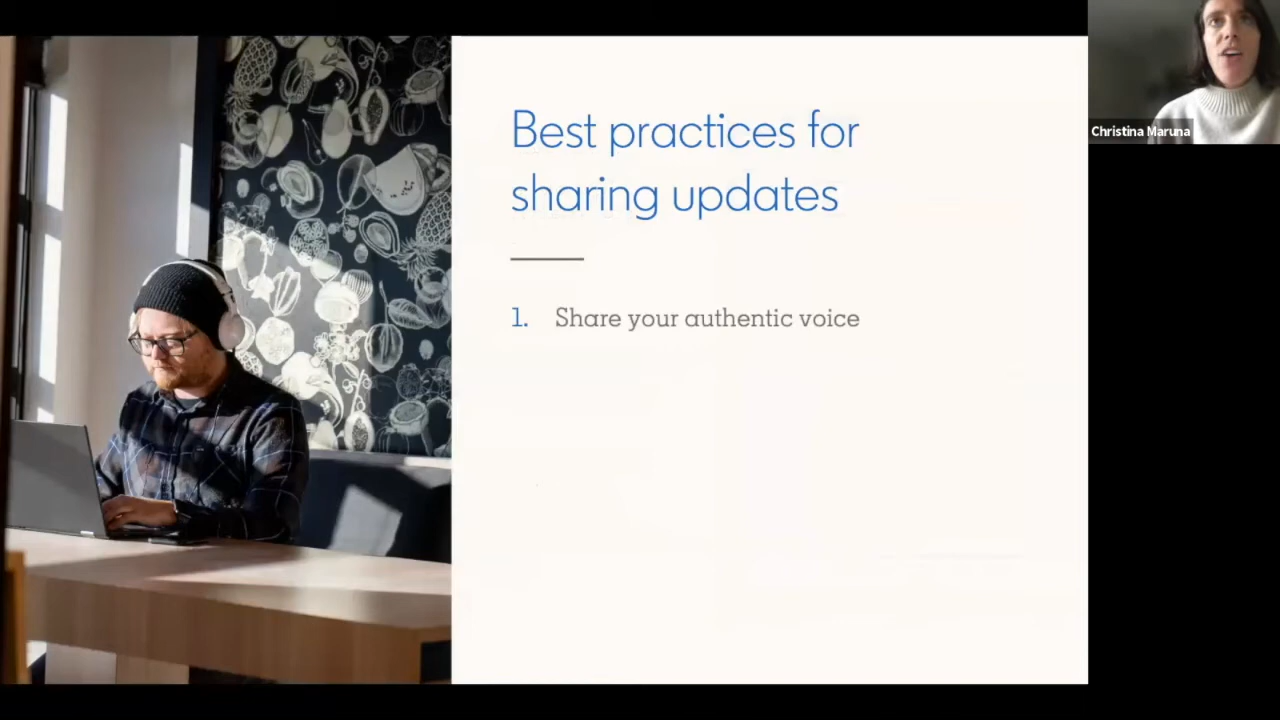 Best practices for
sharing updates
1. Share your authentic voice
Christina Maruna